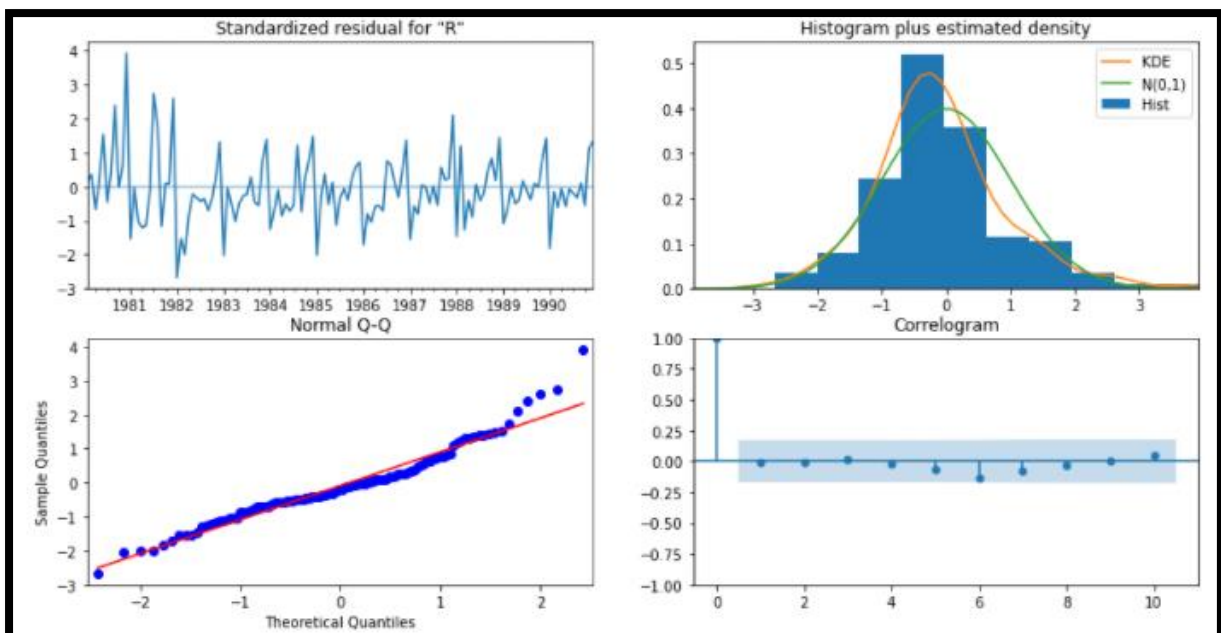 Standardized residual for "R"
4
3
2
1
0
−1
−2
−3
1981 1982 1983 1984 1985 1986 1987 1988 1989 1990
Histogram plus estimated density
KDE
N(0,1)
Hist
0.5
0.4
0.3
0.2
0.1
0.0
−3 −2 −1 0 1 2 3
Normal Q-Q
Sample Quantiles
4
3
2
1
0
−1
−2
−3
−2 −1 0 1 2
Theoretical Quantiles
Correlogram
1.00
0.75
0.50
0.25
0.00
−0.25
−0.50
−0.75
−1.00
0 2 4 6 8 10